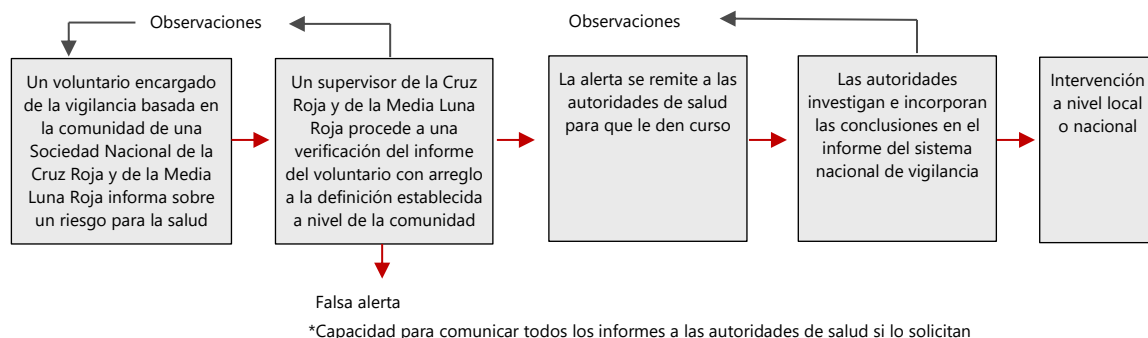 Observaciones
Observaciones
Un voluntario encargado
de la vigilancia basada en
la comunidad de una
Sociedad Nacional de la
Cruz Roja y de la Media
Luna Roja informa sobre
un riesgo para la salud
Un supervisor de la Cruz
Roja y de la Media Luna
Roja procede a una
verificación del informe
del voluntario con arreglo
a la definición establecida
a nivel de la comunidad
La alerta se remite a las
autoridades de salud
para que le den curso
Las autoridades
investigan e incorporan
las conclusiones en el
informe del sistema
nacional de vigilancia
Intervención
a nivel local
o nacional
Falsa alerta
*Capacidad para comunicar todos los informes a las autoridades de salud si lo solicitan